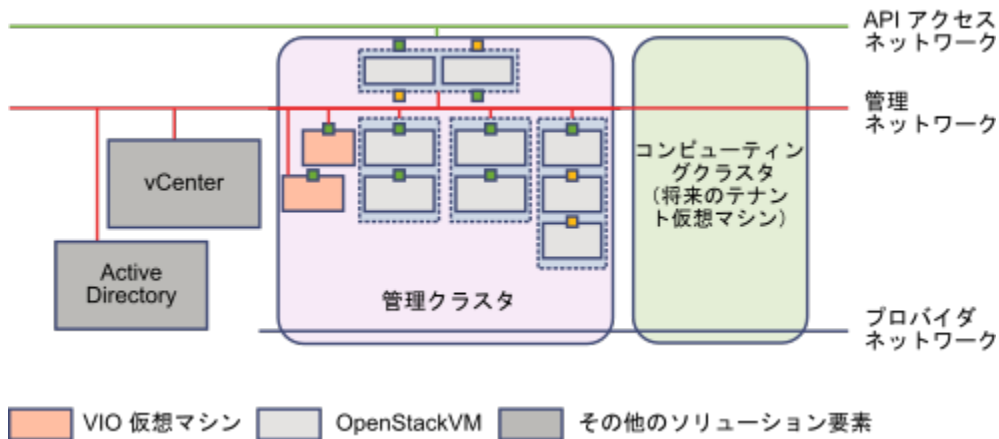 API アクセス
ネットワーク
管理
ネットワーク
vCenter
コンピューティン
グクラスタ
（将来のテナン
ト仮想マシン）
Active
Directory
管理クラスタ
プロバイダ
ネットワーク
VIO 仮想マシン
OpenStackVM
その他のソリューション要素